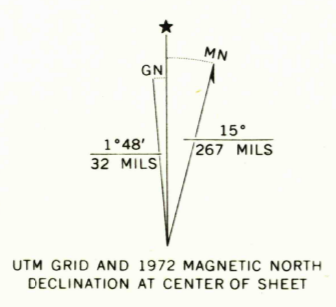 ★
MN
GN
1°48'
32 MILS
15°
267 MILS
UTM GRID AND 1972 MAGNETIC NORTH
DECLINATION AT CENTER OF SHEET